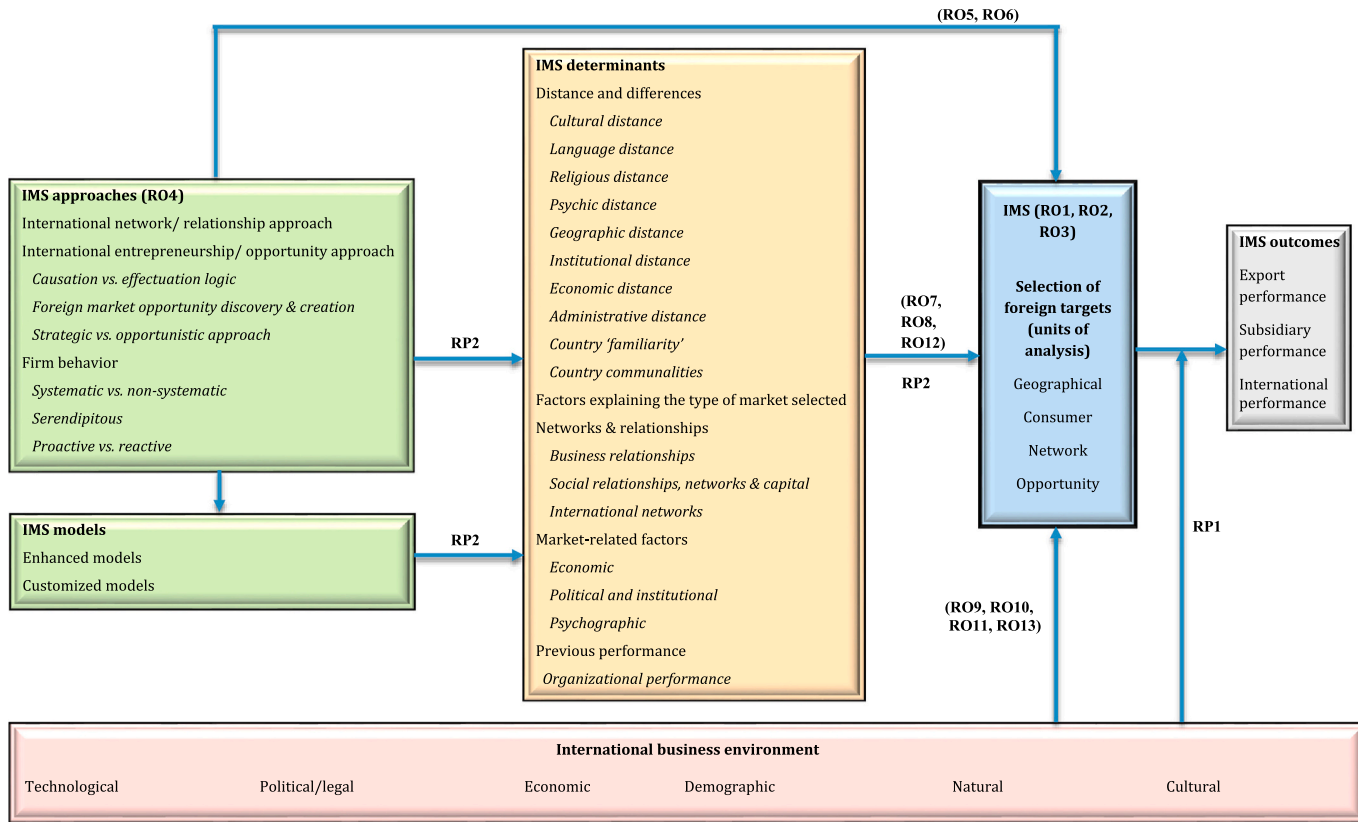 (RO5, RO6)
IMS approaches (RO4)
International network/ relationship approach
International entrepreneurship/ opportunity approach
Causation vs. effectuation logic
Foreign market opportunity discovery & creation
Strategic vs. opportunistic approach
Firm behavior
Systematic vs. non-systematic
Serendipitous
Proactive vs. reactive
IMS models
Enhanced models
Customized models
RP2
RP2
IMS determinants
Distance and differences
Cultural distance
Language distance
Religious distance
Psychic distance
Geographic distance
Institutional distance
Economic distance
Administrative distance
Country ‘familiarity’
Country communalities
Factors explaining the type of market selected
Networks & relationships
Business relationships
Social relationships, networks & capital
International networks
Market-related factors
Economic
Political and institutional
Psychographic
Previous performance
Organizational performance
(RO7,
RO8,
RO12)
RP2
IMS (RO1, RO2,
RO3)
Selection of
foreign targets
(units of
analysis)
Geographical
Consumer
Network
Opportunity
(RO9, RO10,
RO11, RO13)
RP1
IMS outcomes
Export
performance
Subsidiary
performance
International
performance
International business environment
Technological Political/legal Economic Demographic Natural Cultural